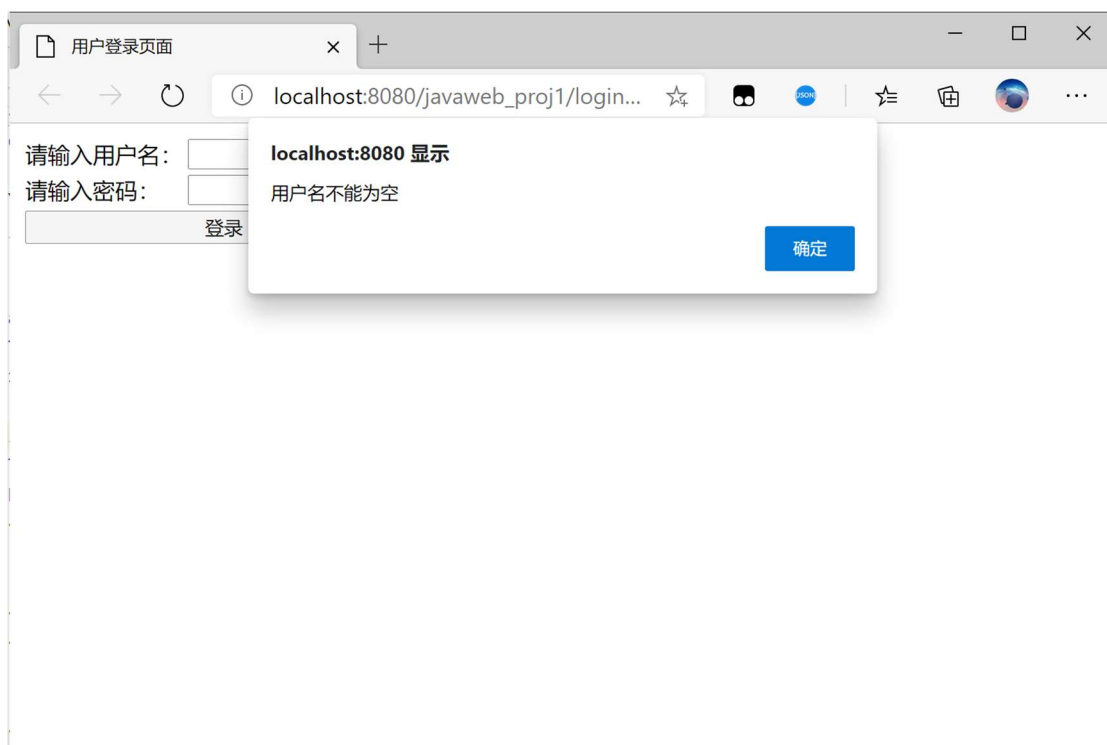 用户登录页面
localhost:8080/javaweb_proj1/login...
JSON
请输入用户名：
请输入密码：
登录
localhost:8080 显示
用户名不能为空
确定